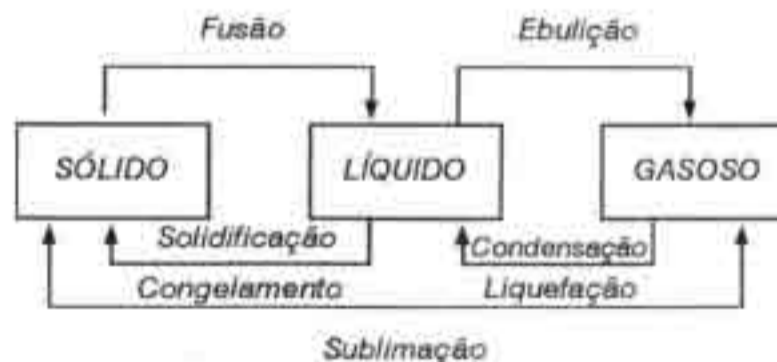 Fusão
Ebulição
SÓLIDO
LÍQUIDO
GASOSO
Solidificação
Condensação
Congelamento
Liquefação
Sublimação